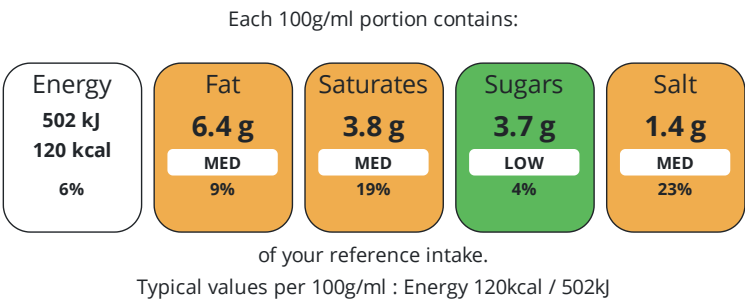 Each 100g/ml portion contains:
Energy Fat Saturates Sugars Salt
502 kJ 6.4 g 3.8 g 3.7 g 1.4 g
120 kcal MED MED LOW MED
6% 9% 19% 4% 23%
of your reference intake.
Typical values per 100g/ml : Energy 120kcal / 502kJ